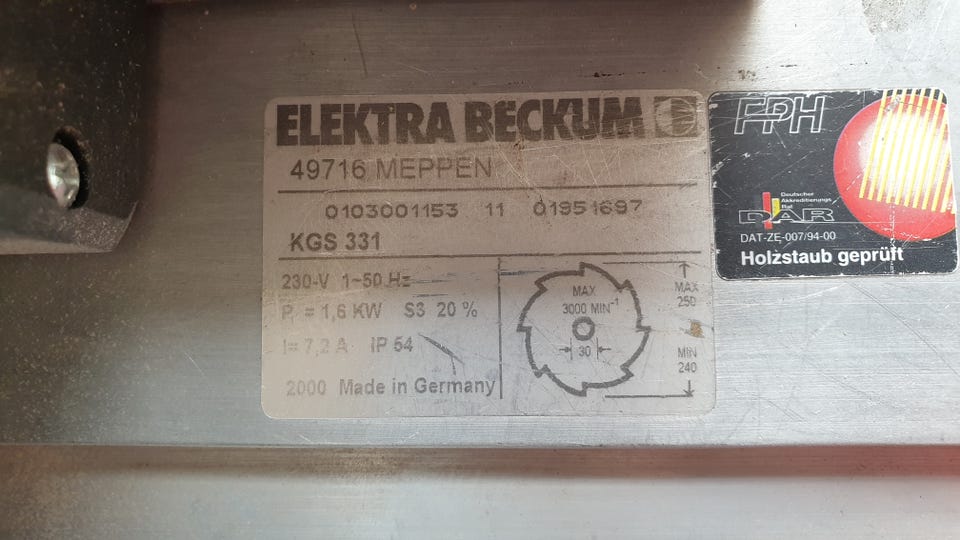 ELEKTRA BECKUM
49716 MEPPEN
0103001153 11 01951697
KGS 331
230-V 1~50 Hz
P₁ = 1,6 KW S3 20 %
I= 7,2 A IP 54
2000 Made in Germany
MAX
3000 MIN⁻¹
30
MAX
250
MIN
240
FPH
Deutscher
Akkreditierungs
Rat
DAR
DAT-ZE-007/94-00
Holzstaub geprüft